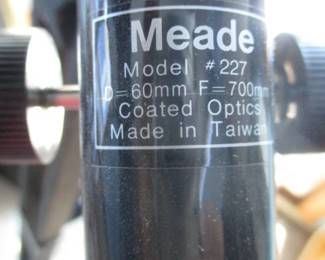 Meade
Model #227
D=60mm F=700mm
Coated Optics
Made in Taiwan